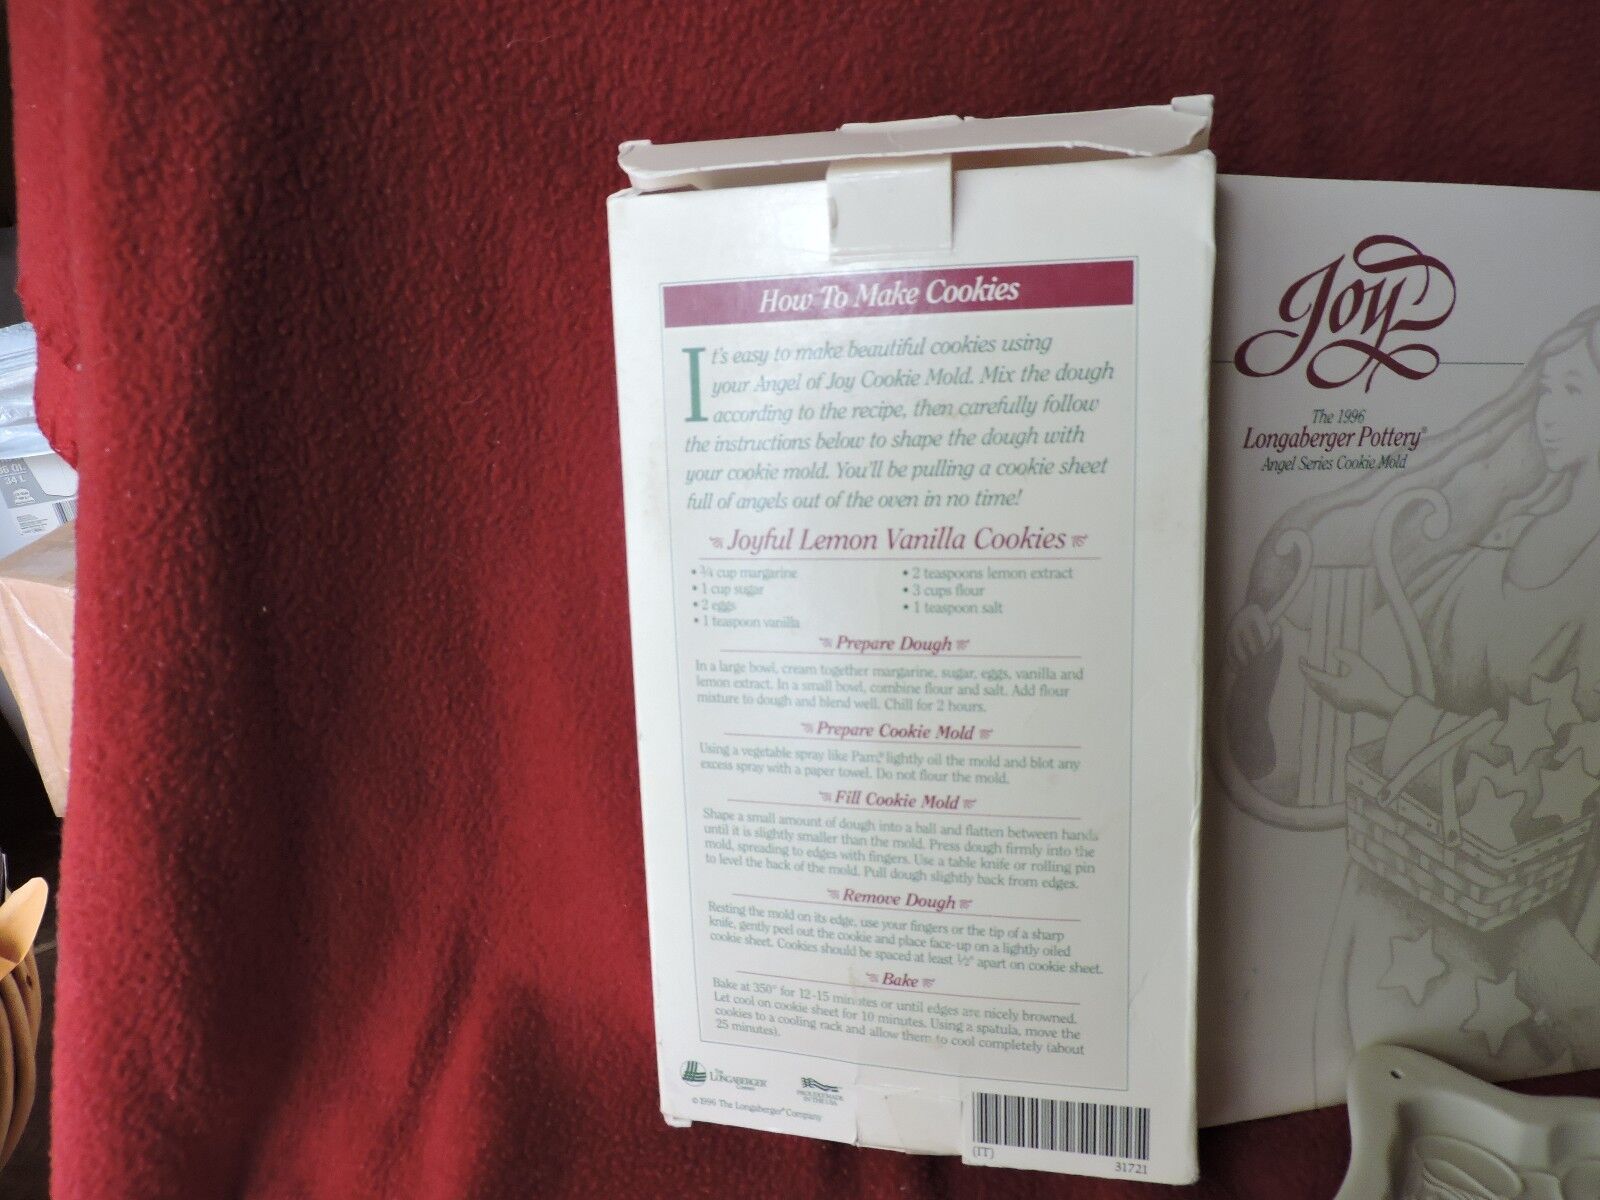 How To Make Cookies
It's easy to make beautiful cookies using
your Angel of Joy Cookie Mold. Mix the dough
according to the recipe, then carefully follow
the instructions below to shape the dough with
your cookie mold. You'll be pulling a cookie sheet
full of angels out of the oven in no time!
Joyful Lemon Vanilla Cookies
• 3/4 cup margarine
• 1 cup sugar
• 2 eggs
• 1 teaspoon vanilla
• 2 teaspoons lemon extract
• 3 cups flour
• 1 teaspoon salt
Prepare Dough
In a large bowl, cream together margarine, sugar, eggs, vanilla and
lemon extract. In a small bowl, combine flour and salt. Add flour
mixture to dough and blend well. Chill for 2 hours.
Prepare Cookie Mold
Using a vegetable spray like Pam® lightly oil the mold and blot any
excess spray with a paper towel. Do not flour the mold.
Fill Cookie Mold
Shape a small amount of dough into a ball and flatten between hands
until it is slightly smaller than the mold. Press dough firmly into the
mold, spreading to edges with fingers. Use a table knife or rolling pin
to level the back of the mold. Pull dough slightly back from edges.
Remove Dough
Resting the mold on its edge, use your fingers or the tip of a sharp
knife, gently peel out the cookie and place face-up on a lightly oiled
cookie sheet. Cookies should be spaced at least 1/2" apart on cookie sheet.
Bake
Bake at 350° for 12-15 minutes or until edges are nicely browned.
Let cool on cookie sheet for 10 minutes. Using a spatula, move the
cookies to a cooling rack and allow them to cool completely (about
25 minutes).
THE
LONGABERGER
COMPANY
PROUDLY MADE
IN THE USA
©1996 The Longaberger® Company
(IT)
31721
Joy
The 1996
Longaberger Pottery®
Angel Series Cookie Mold
34 L